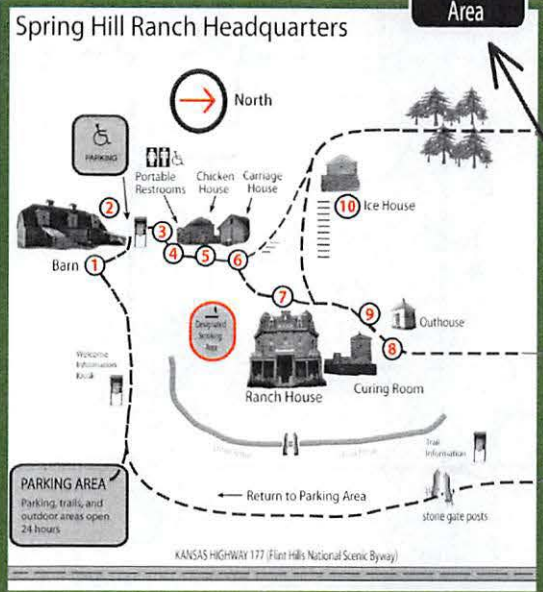 Area
Spring Hill Ranch Headquarters
North
PARKING
Portable
Restrooms
Chicken
House
Carriage
House
2
3
10
Ice House
Barn
1
4
5
6
7
9
Outhouse
8
Designated
Smoking
Area
Ranch House
Curing Room
Welcome
Information
Kiosk
Trail
Information
PARKING AREA
Parking, trails, and
outdoor areas open
24 hours
Return to Parking Area
stone gate posts
KANSAS HIGHWAY 177 (Flint Hills National Scenic Byway)